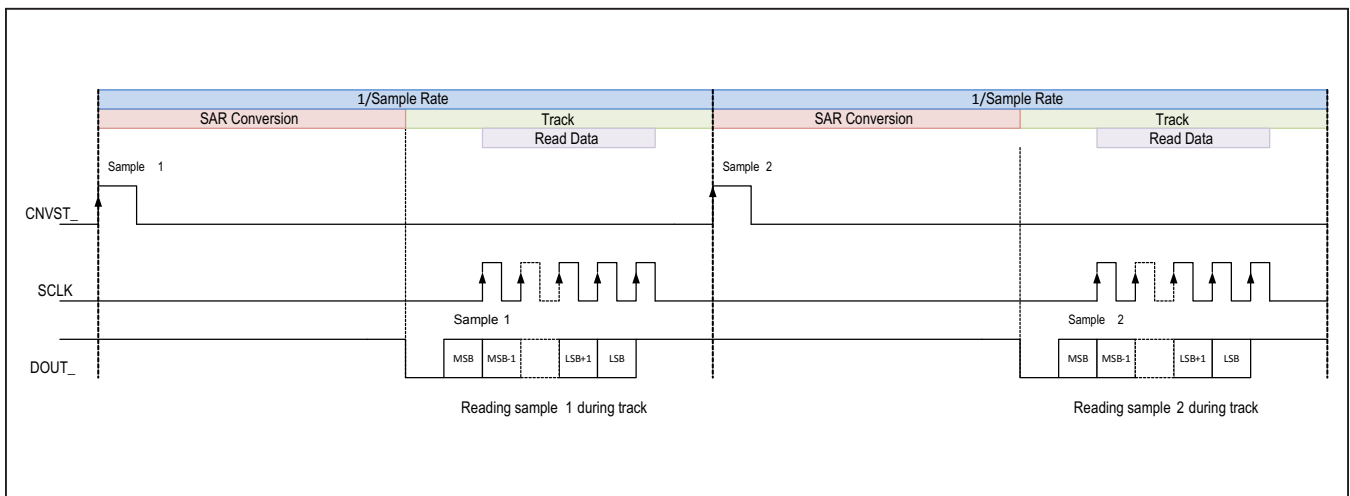 1/Sample Rate 1/Sample Rate
SAR Conversion Track SAR Conversion Track
Read Data Read Data
Sample 1 Sample 2
CNVST_
SCLK
Sample 1 Sample 2
MSB MSB-1 LSB+1 LSB MSB MSB-1 LSB+1 LSB
DOUT_
Reading sample 1 during track Reading sample 2 during track